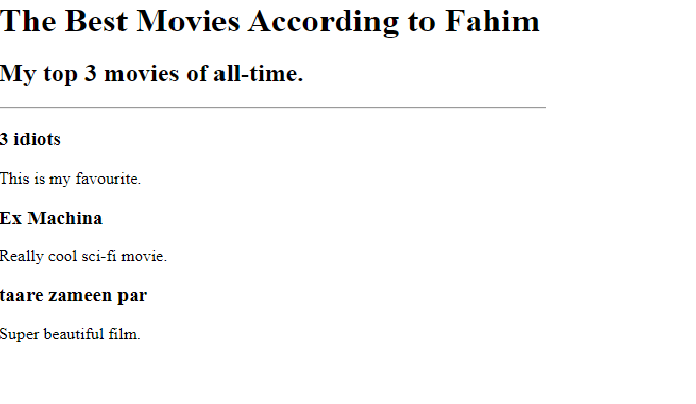 The Best Movies According to Fahim
My top 3 movies of all-time.
3 idiots
This is my favourite.
Ex Machina
Really cool sci-fi movie.
taare zameen par
Super beautiful film.